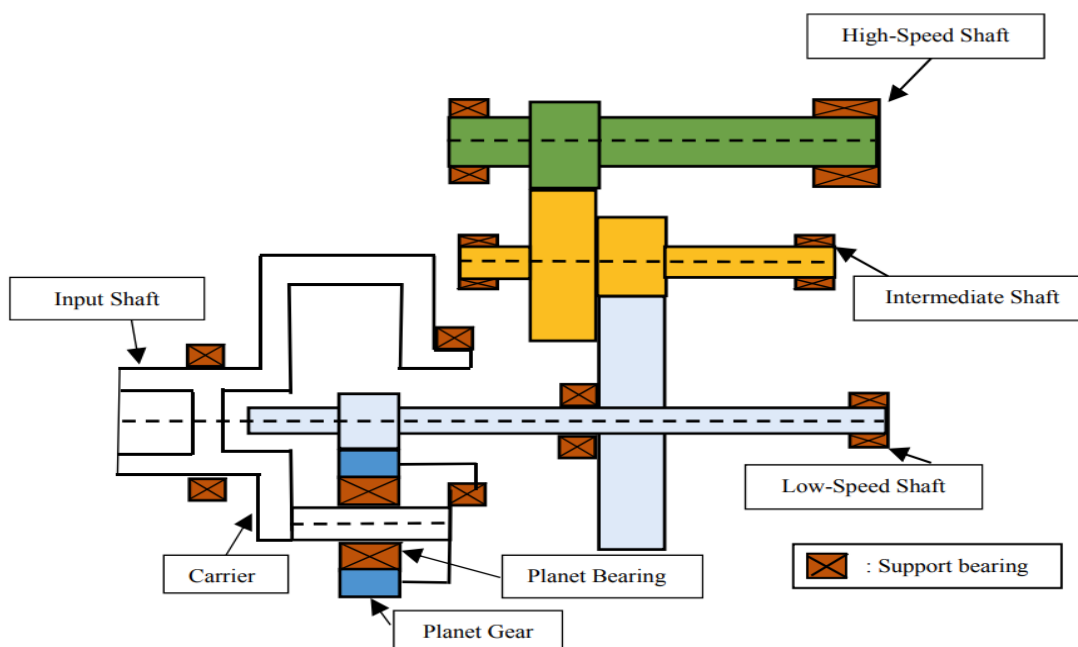 High-Speed Shaft
Input Shaft
Intermediate Shaft
Low-Speed Shaft
Carrier
Planet Bearing
: Support bearing
Planet Gear